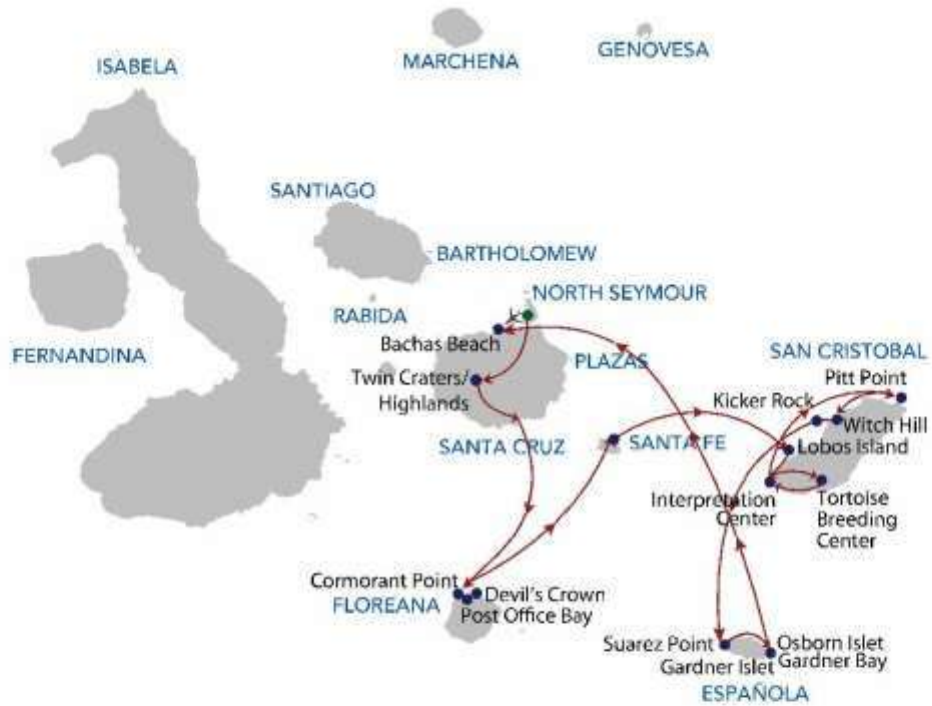 MARCHENA
GENOVESA
ISABELA
SANTIAGO
BARTHOLOMEW
NORTH SEYMOUR
RABIDA
Bachas Beach
FERNANDINA
PLAZAS
SAN CRISTOBAL
Twin Craters/
Highlands
Pitt Point
Kicker Rock
Witch Hill
SANTA CRUZ
SANTA FE
Lobos Island
Interpretation
Center
Tortoise
Breeding
Center
Cormorant Point
Devil's Crown
FLOREANA
Post Office Bay
Suarez Point
Osborn Islet
Gardner Islet
Gardner Bay
ESPAÑOLA